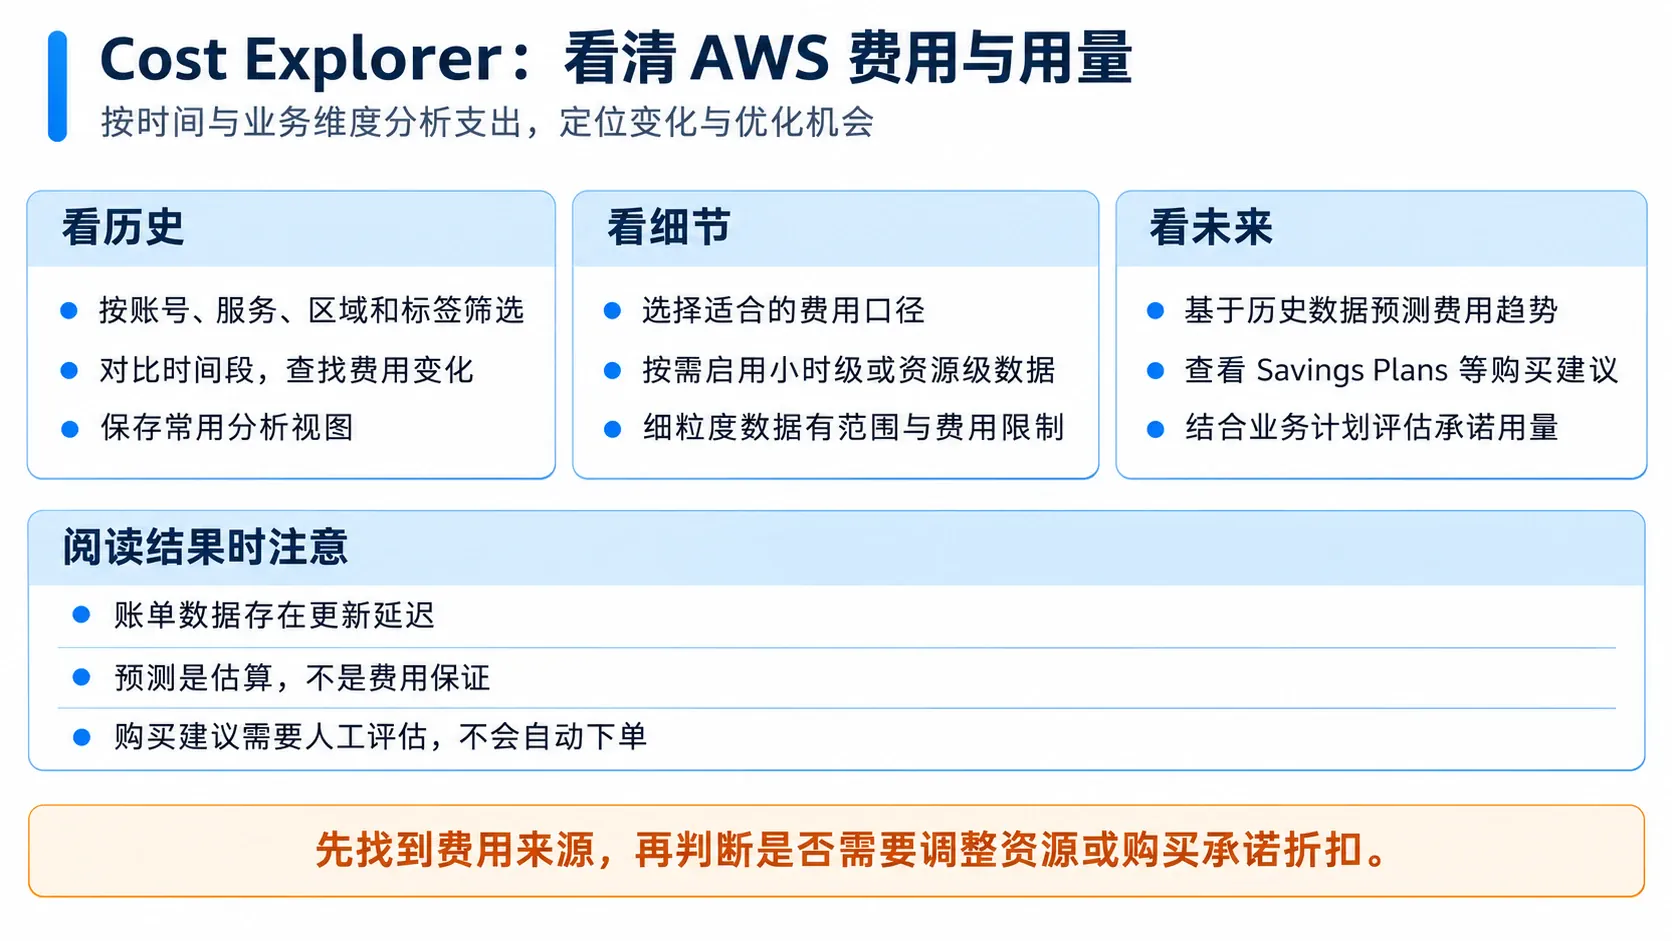 Cost Explorer：看清 AWS 费用与用量
按时间与业务维度分析支出，定位变化与优化机会
看历史
按账号、服务、区域和标签筛选
对比时间段，查找费用变化
保存常用分析视图
看细节
选择适合的费用口径
按需启用小时级或资源级数据
细粒度数据有范围与费用限制
看未来
基于历史数据预测费用趋势
查看 Savings Plans 等购买建议
结合业务计划评估承诺用量
阅读结果时注意
账单数据存在更新延迟
预测是估算，不是费用保证
购买建议需要人工评估，不会自动下单
先找到费用来源，再判断是否需要调整资源或购买承诺折扣。